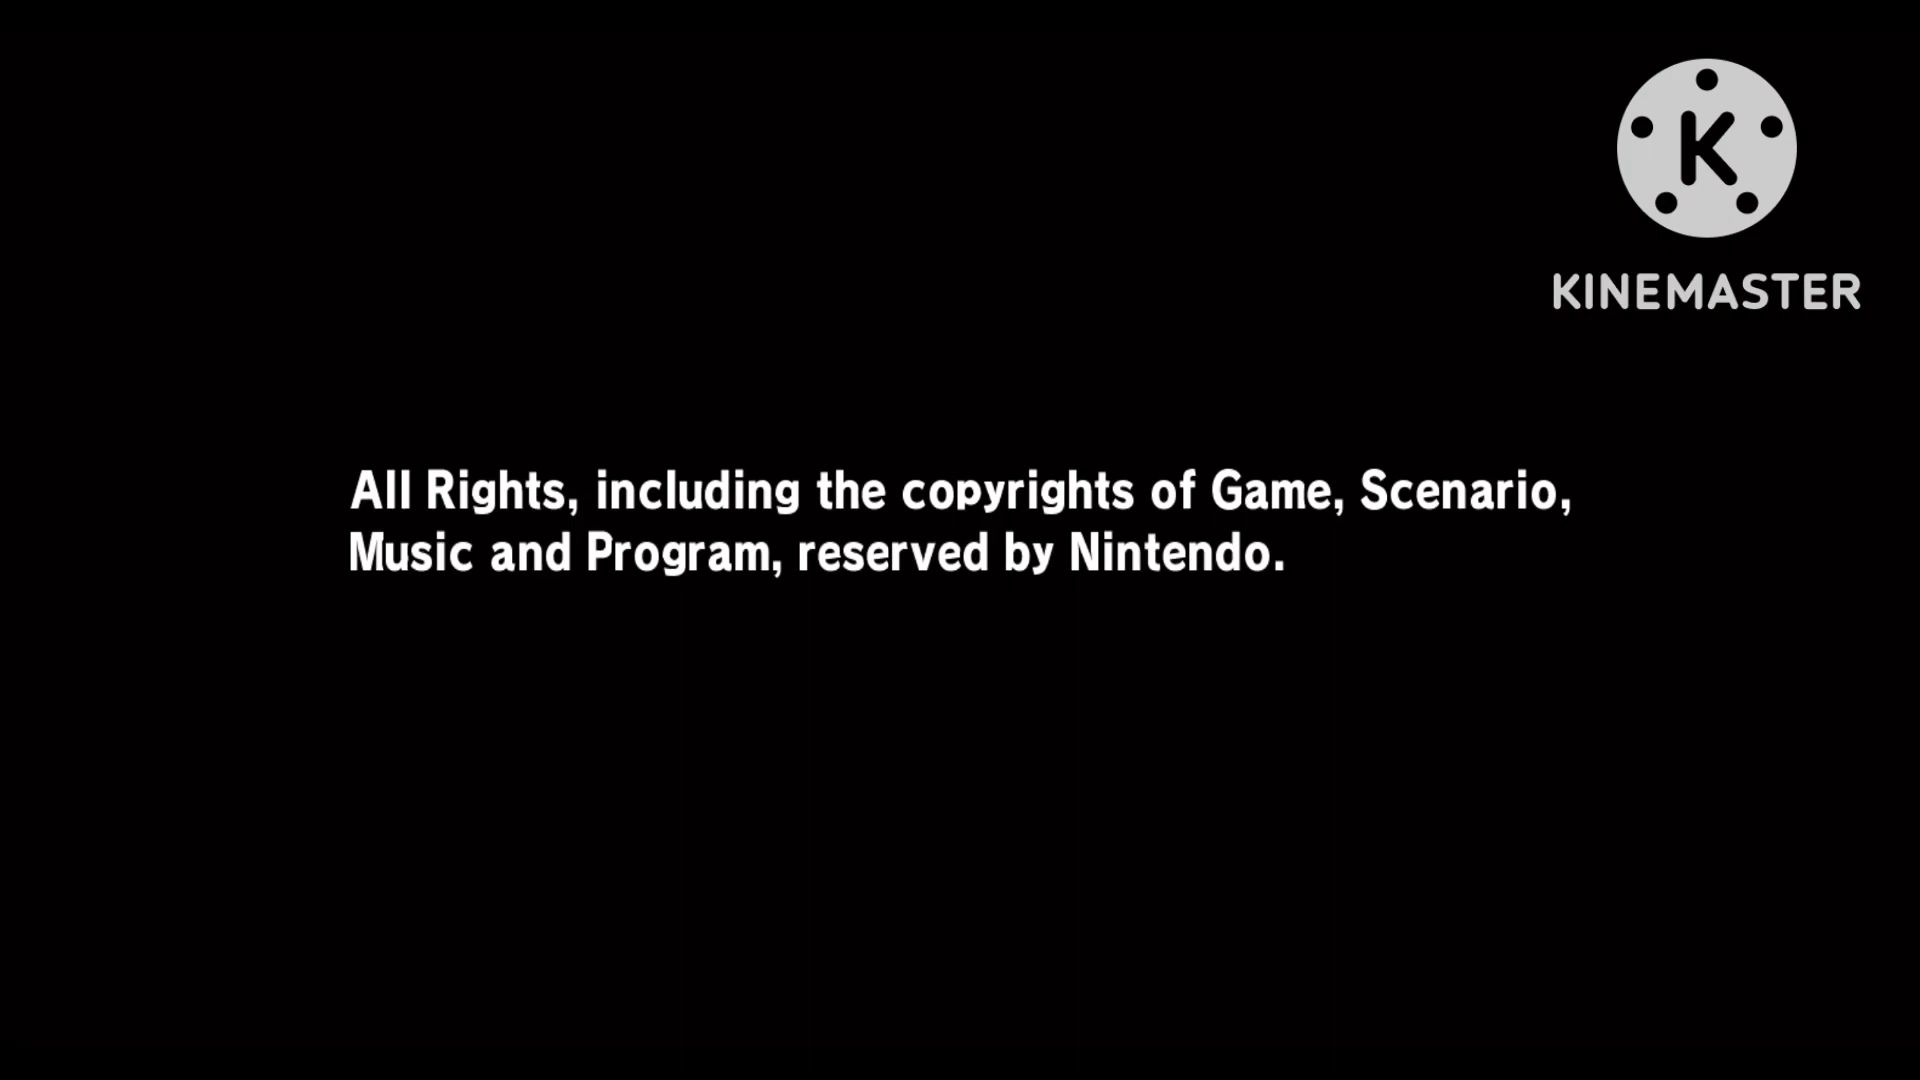 K
KINEMASTER
All Rights, including the copyrights of Game, Scenario,
Music and Program, reserved by Nintendo.